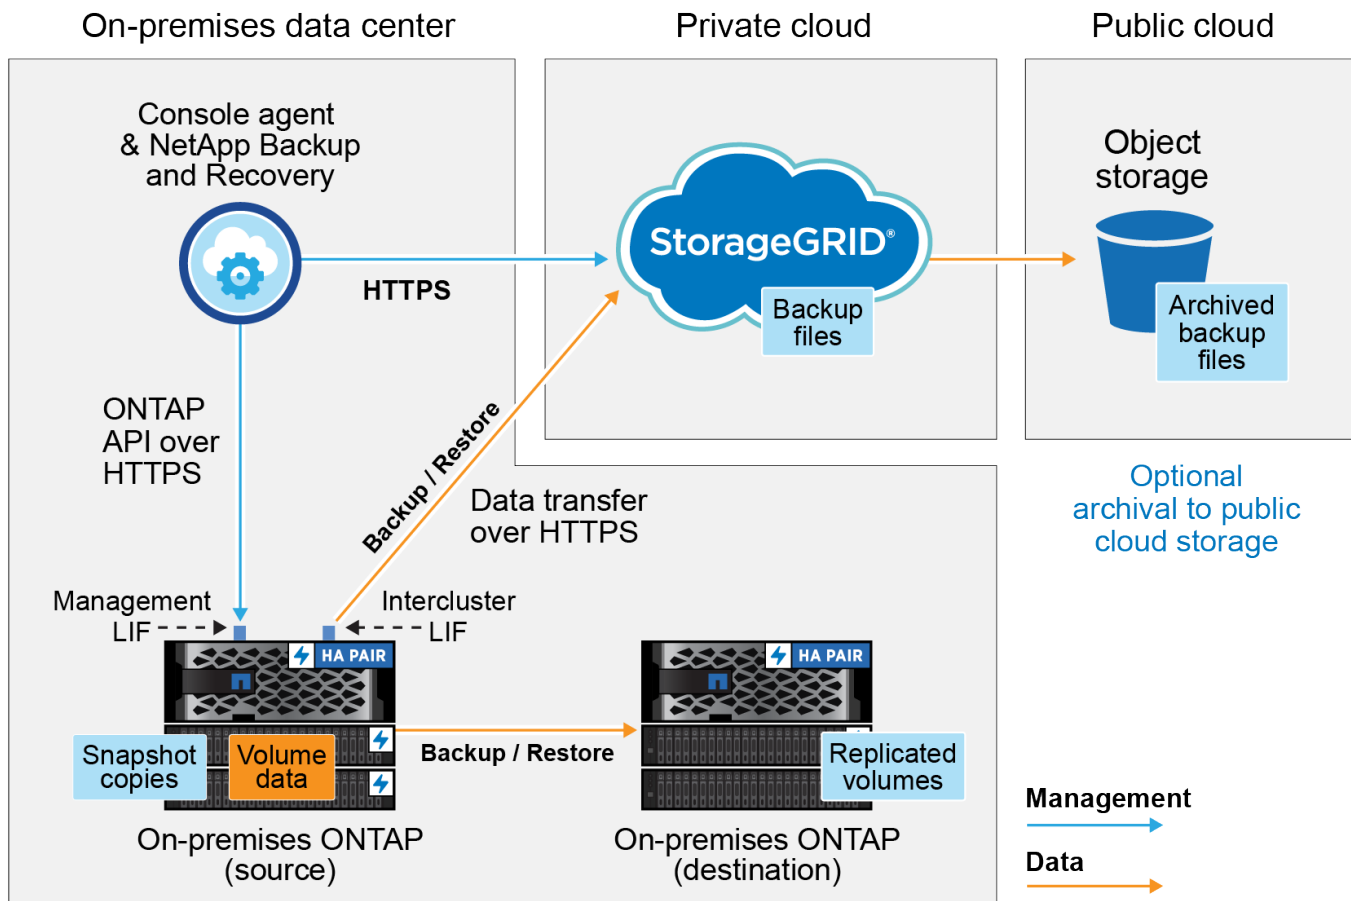 On-premises data center
Private cloud
Public cloud
Console agent
& NetApp Backup
and Recovery
HTTPS
StorageGRID®
Backup
files
Object
storage
Archived
backup
files
ONTAP
API over
HTTPS
Backup / Restore
Data transfer
over HTTPS
Optional
archival to public
cloud storage
Management
LIF
Intercluster
LIF
HA PAIR
HA PAIR
Snapshot
copies
Volume
data
Backup / Restore
Replicated
volumes
On-premises ONTAP
(source)
On-premises ONTAP
(destination)
Management
Data